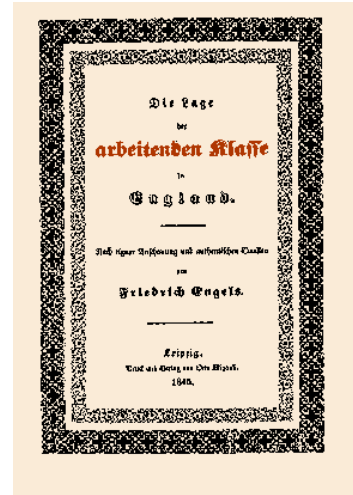 Die Lage
der
arbeitenden Klasse
in
England.
Nach eigner Anschauung und authentischen Quellen
von
Friedrich Engels.
Leipzig.
Druck und Verlag von Otto Wigand.
1845.